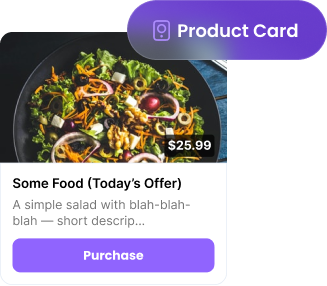 Product Card
$25.99
Some Food (Today’s Offer)
A simple salad with blah-blah-
blah — short descrip...
Purchase